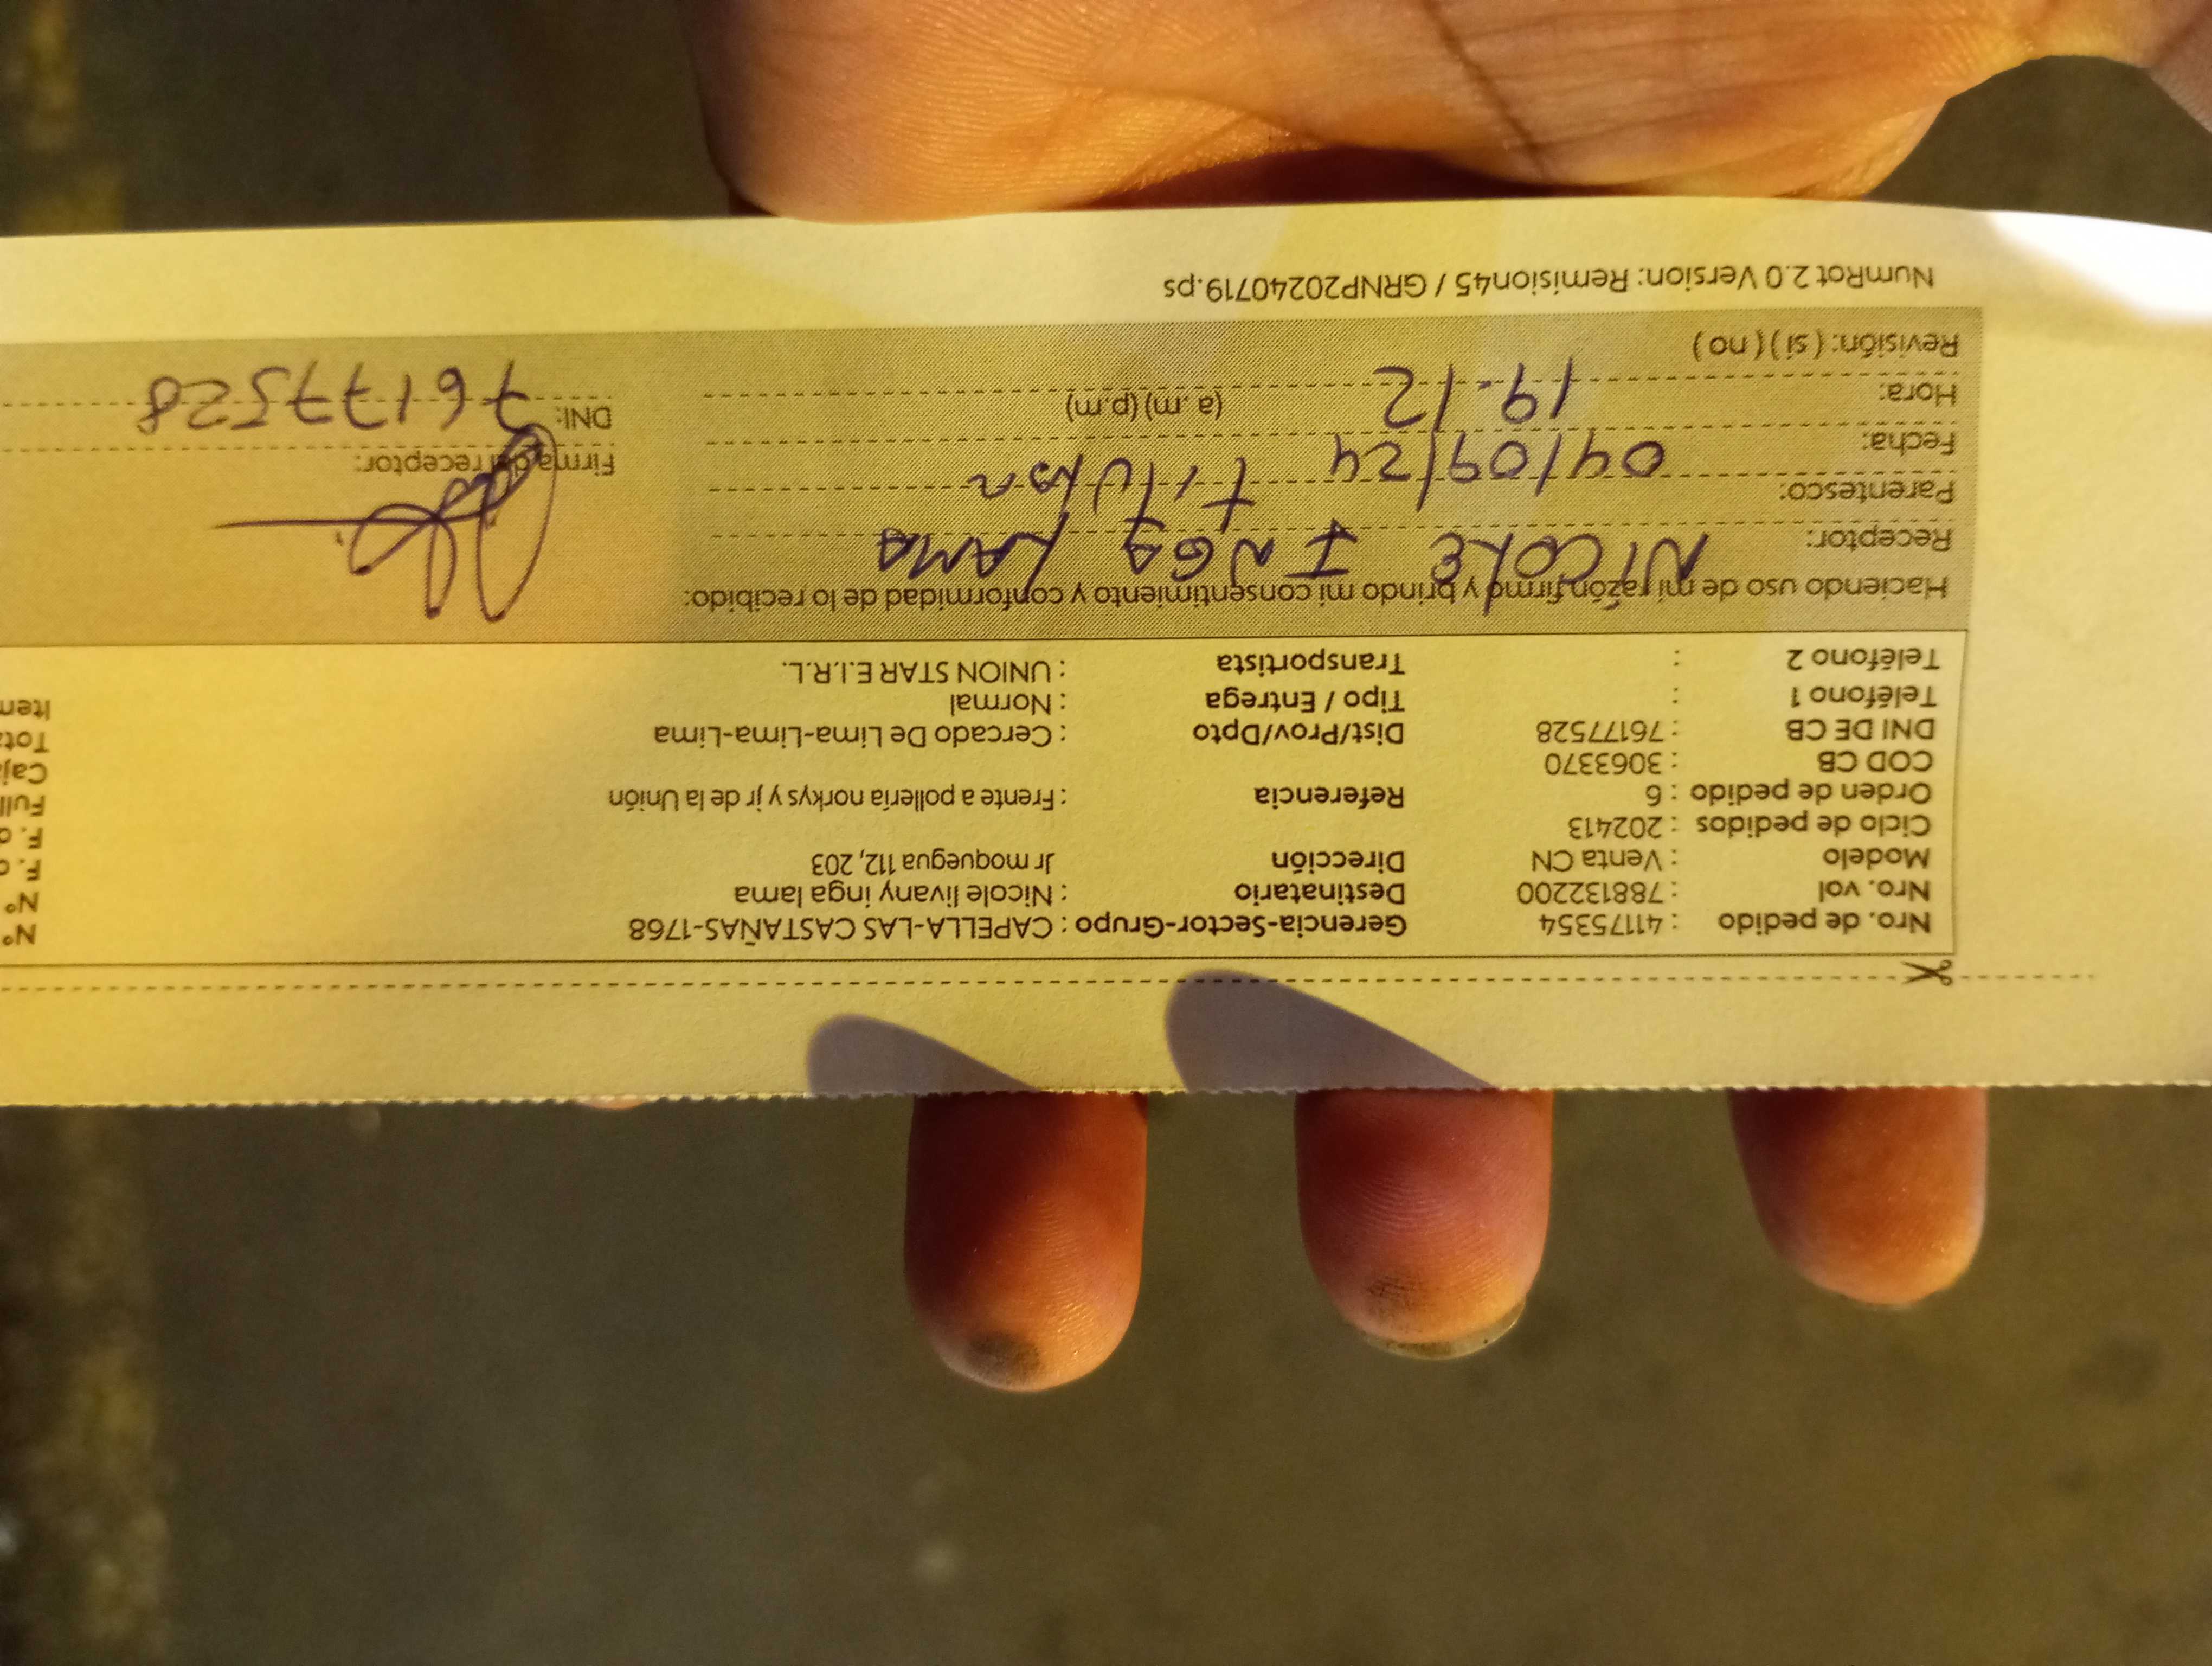 Nro. de pedido : 411753354 Gerencia-Sector-Grupo : CAPELLA-LAS CASTAÑAS-1768 N°
Nro. vol : 788132200 Destinatario : Nicole livany inga lama N°
Modelo : Venta CN Dirección Jr moquegua 112, 203 F.
Ciclo de pedidos : 202413 F.
Orden de pedido : 6 Referencia : Frente a pollería norkys y jr de la Unión Full
COD CB : 3063370 Caj
DNI DE CB : 76177528 Dist/Prov/Dpto : Cercado De Lima-Lima-Lima Tot
Teléfono 1 : Tipo / Entrega : Normal Item
Teléfono 2 : Transportista : UNION STAR E.I.R.L.
Haciendo uso de mi razón firmo y brindo mi consentimiento y conformidad de lo recibido:
Receptor: NICOLE INGA LAMA
Parentesco: titular
Firma del receptor:
Fecha: 04/09/24
Hora: 19:12 (a.m) (p.m) DNI: 76177528
Revisión: ( si ) ( no )
NumRot 2.0 Version: Remision45 / GRNP20240719.ps